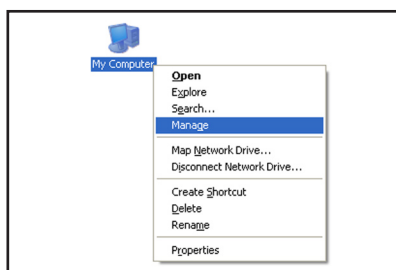 My Computer
Open
Explore
Search...
Manage
Map Network Drive...
Disconnect Network Drive...
Create Shortcut
Delete
Rename
Properties